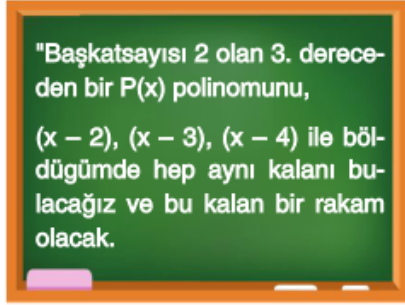 "Başkatsayısı 2 olan 3. derece-
den bir P(x) polinomunu,
(x – 2), (x – 3), (x – 4) ile böl-
dügümde hep aynı kalanı bu-
lacağız ve bu kalan bir rakam
olacak.